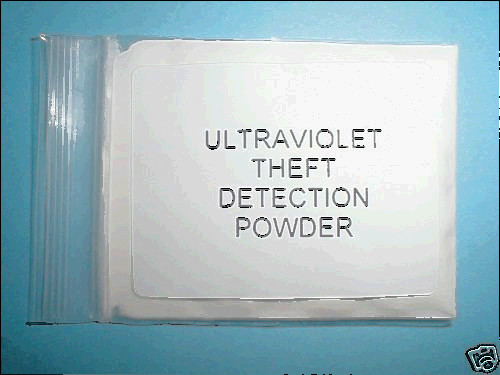 ULTRAVIOLET
THEFT
DETECTION
POWDER